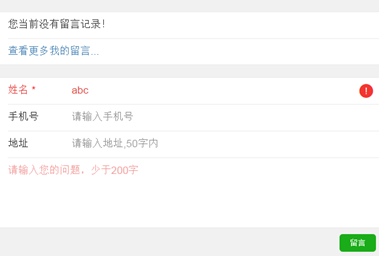 您当前没有留言记录!
查看更多我的留言...
姓名 * abc
手机号 请输入手机号
地址 请输入地址,50字内
请输入您的问题，少于200字
留言